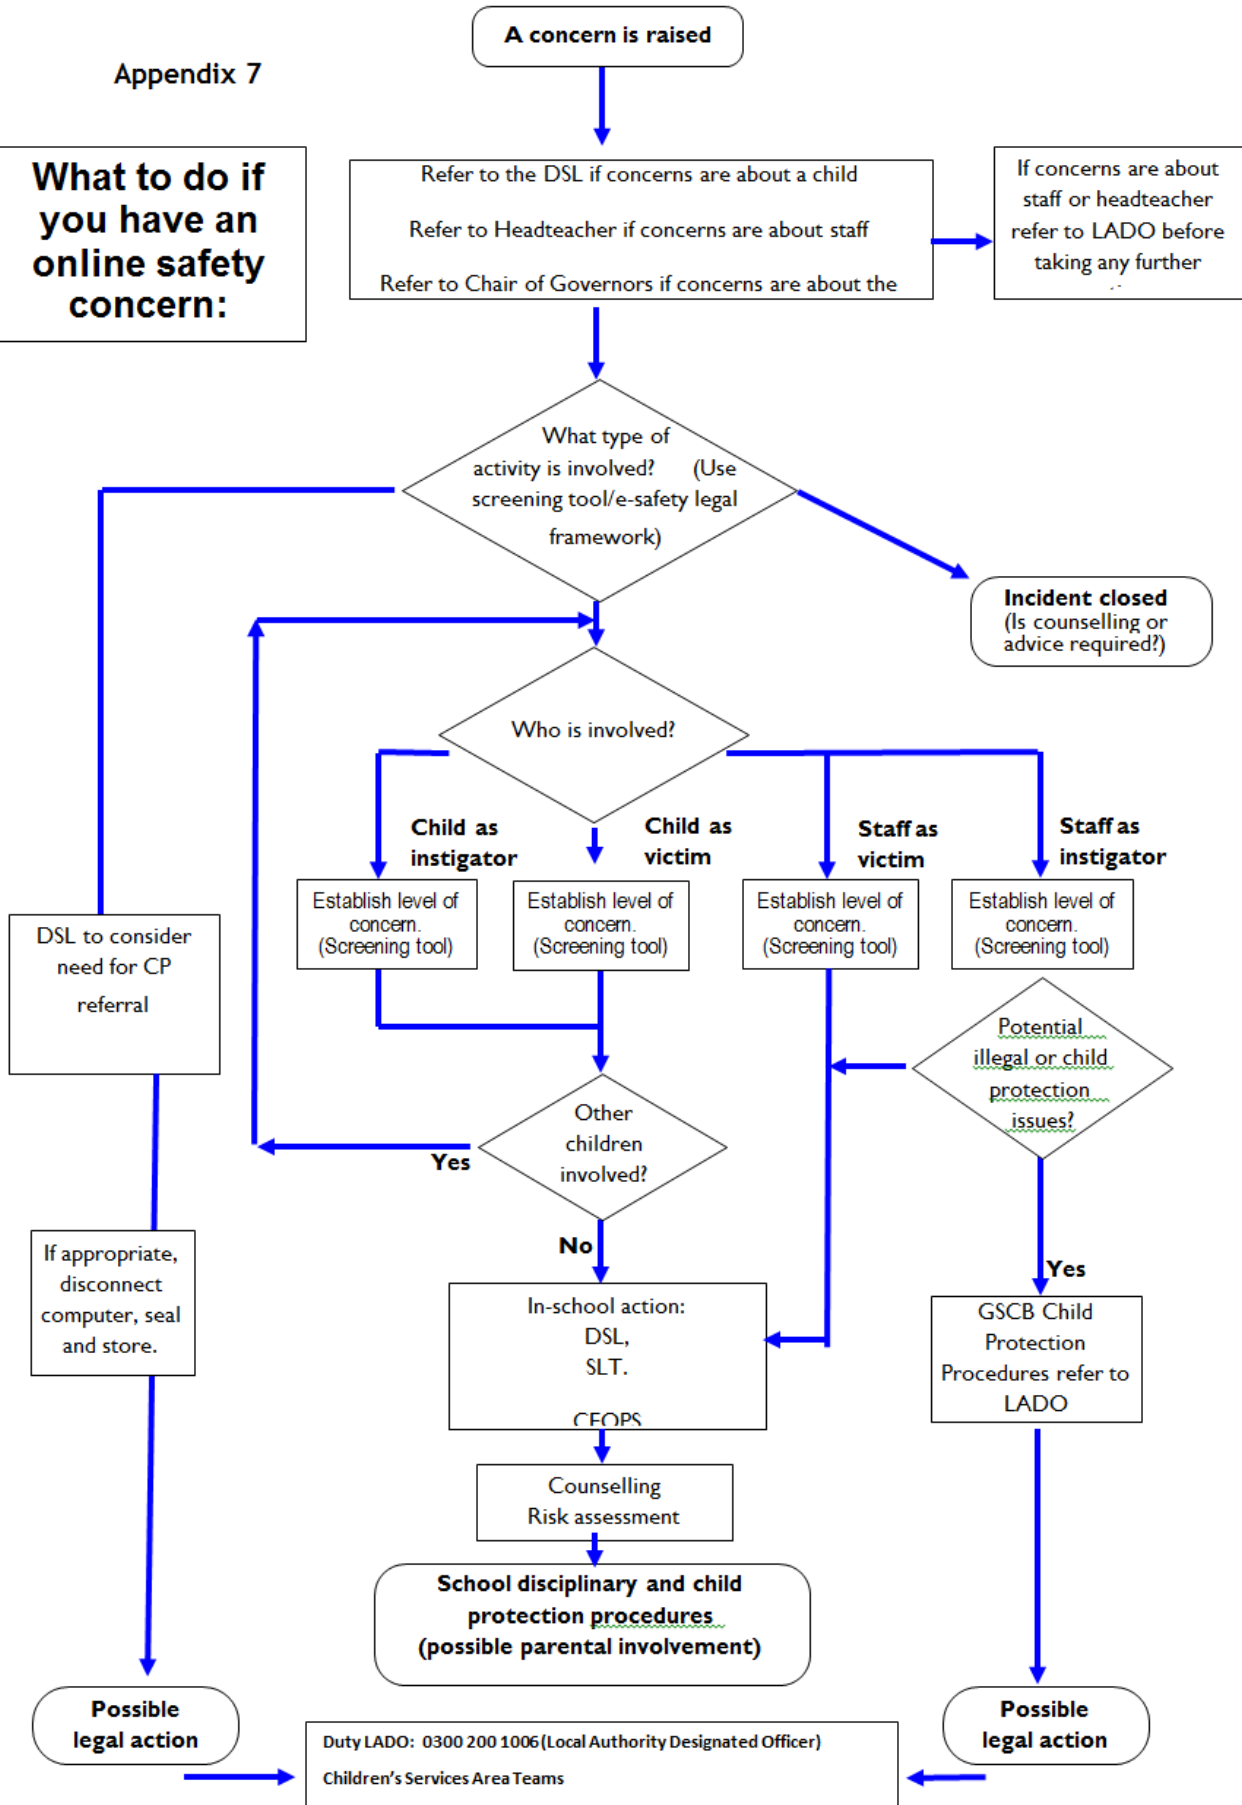 A concern is raised
Appendix 7
What to do if
you have an
online safety
concern:
Refer to the DSL if concerns are about a child
Refer to Headteacher if concerns are about staff
Refer to Chair of Governors if concerns are about the
If concerns are about
staff or headteacher
refer to LADO before
taking any further
What type of
activity is involved? (Use
screening tool/e-safety legal
framework)
Incident closed
(Is counselling or
advice required?)
Who is involved?
Child as
instigator
Child as
victim
Staff as
victim
Staff as
instigator
Establish level of
concern.
(Screening tool)
Establish level of
concern.
(Screening tool)
Establish level of
concern.
(Screening tool)
Establish level of
concern.
(Screening tool)
DSL to consider
need for CP
referral
Potential
illegal or child
protection
issues?
Other
children
involved?
Yes
No
Yes
If appropriate,
disconnect
computer, seal
and store.
In-school action:
DSL,
SLT.
CEOPS
GSCB Child
Protection
Procedures refer to
LADO
Counselling
Risk assessment
School disciplinary and child
protection procedures
(possible parental involvement)
Possible
legal action
Possible
legal action
Duty LADO: 0300 200 1006 (Local Authority Designated Officer)
Children's Services Area Teams